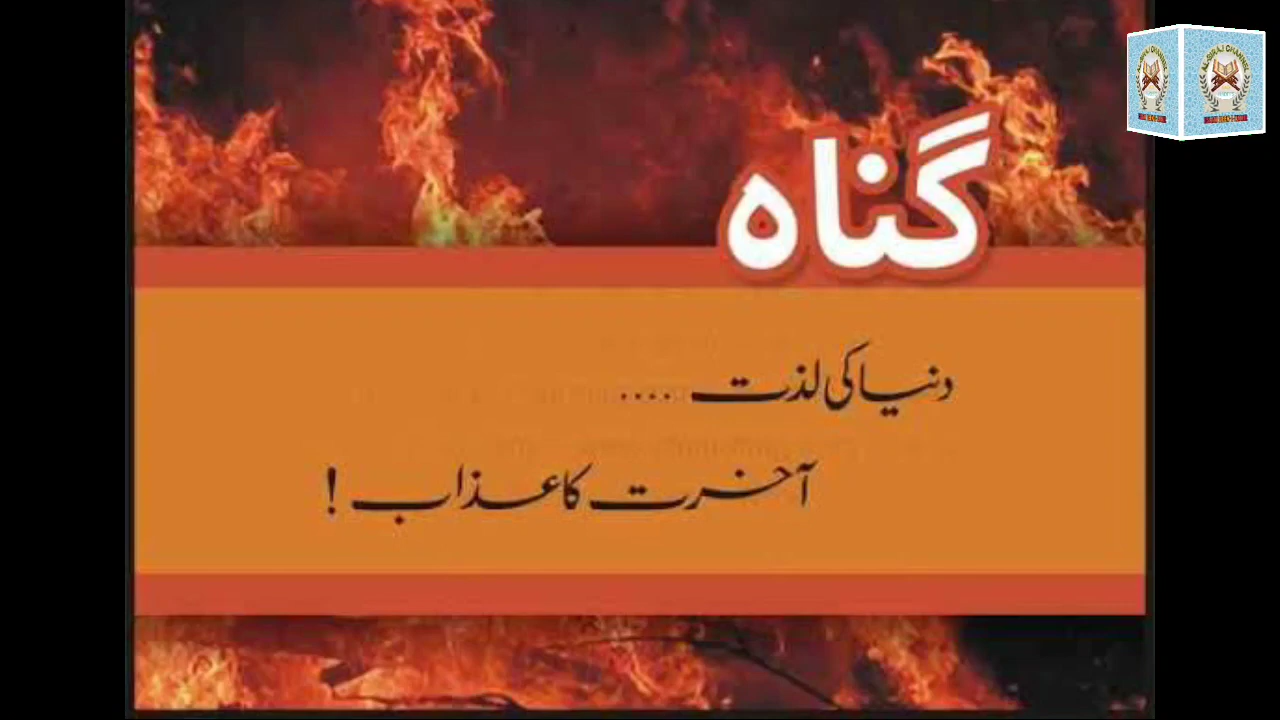 گناہ
دنیا کی لذت ....
آخرت کا عذاب !